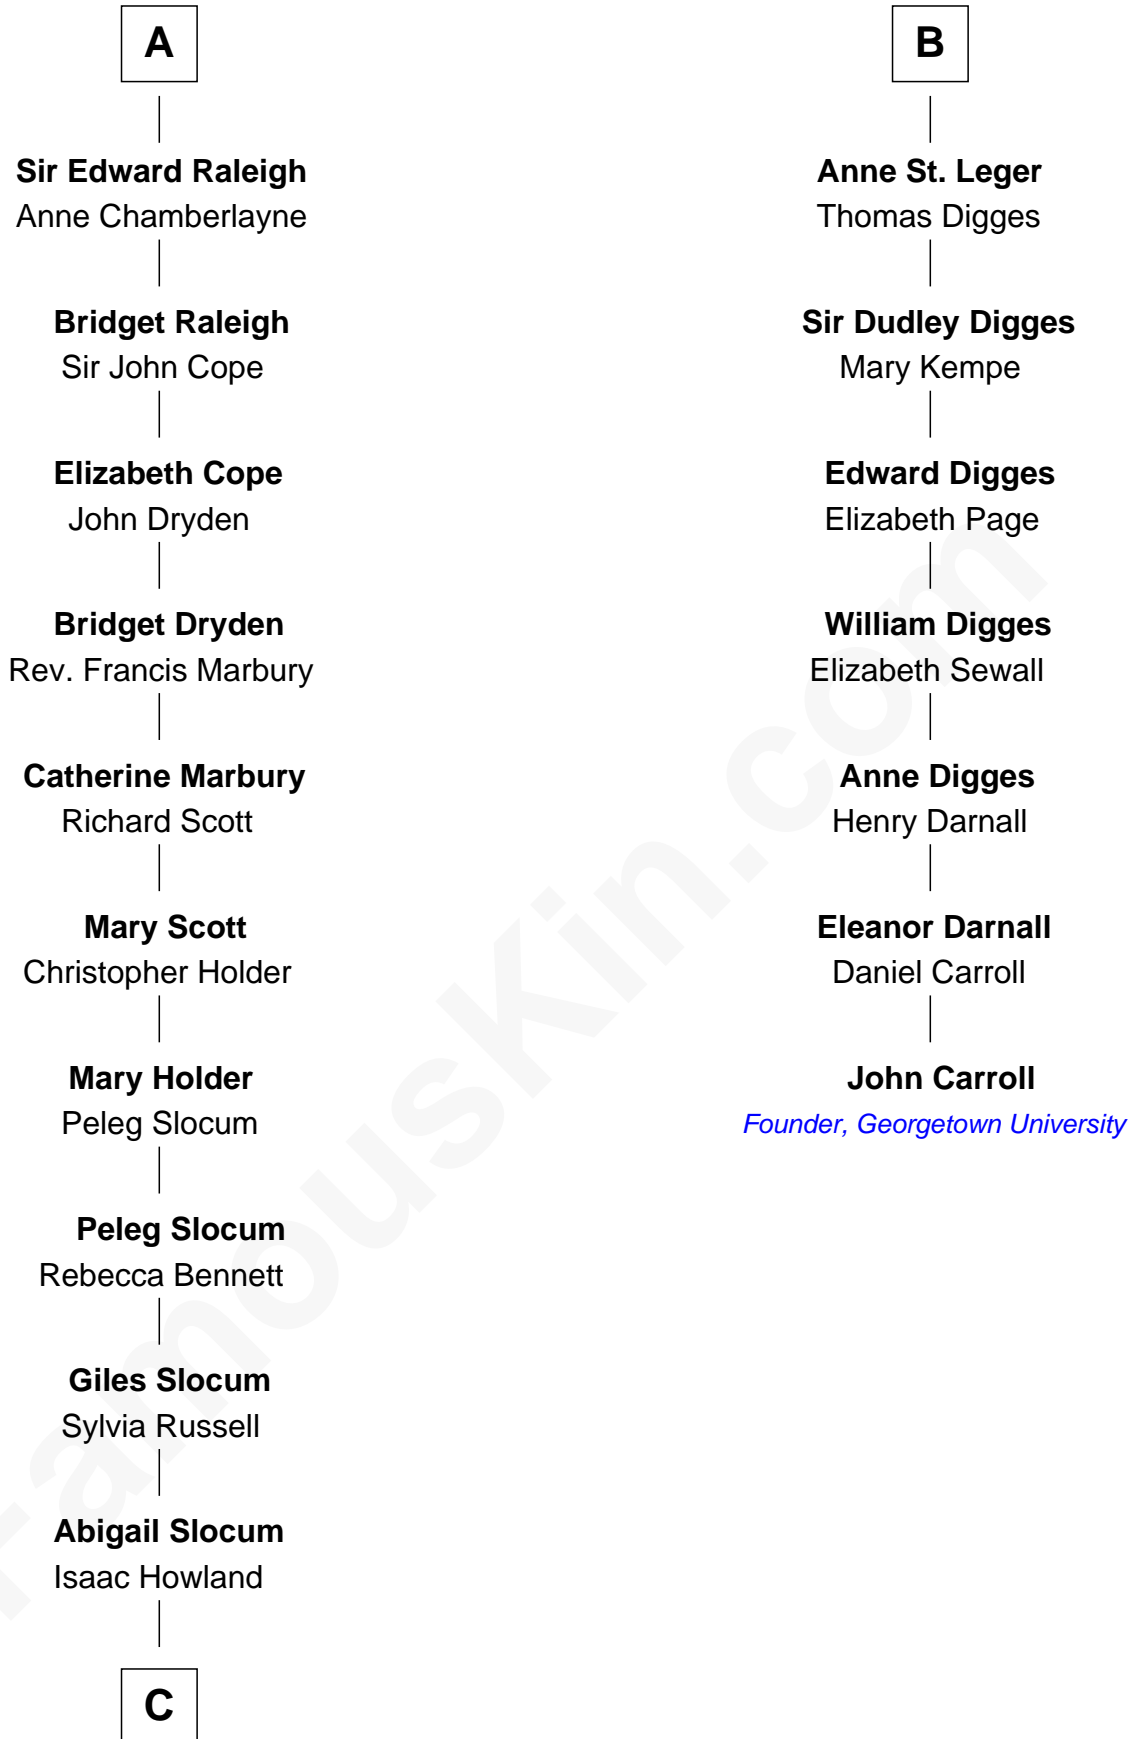 A
Sir Edward Raleigh
Anne Chamberlayne
Bridget Raleigh
Sir John Cope
Elizabeth Cope
John Dryden
Bridget Dryden
Rev. Francis Marbury
Catherine Marbury
Richard Scott
Mary Scott
Christopher Holder
Mary Holder
Peleg Slocum
Peleg Slocum
Rebecca Bennett
Giles Slocum
Sylvia Russell
Abigail Slocum
Isaac Howland
C
B
Anne St. Leger
Thomas Digges
Sir Dudley Digges
Mary Kempe
Edward Digges
Elizabeth Page
William Digges
Elizabeth Sewall
Anne Digges
Henry Darnall
Eleanor Darnall
Daniel Carroll
John Carroll
Founder, Georgetown University
FamousKin.com